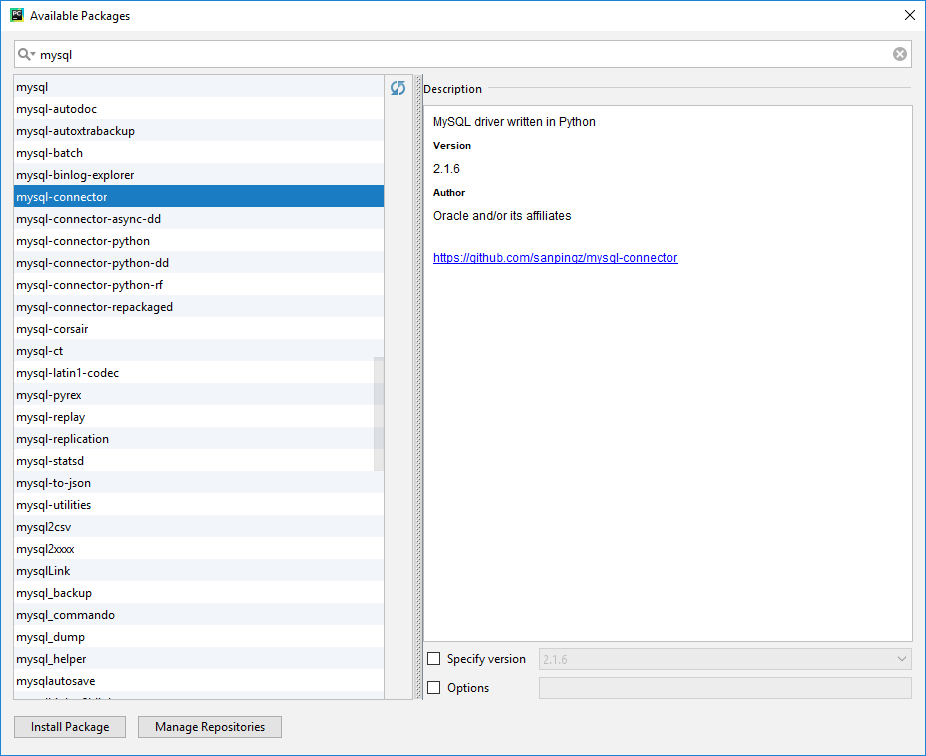 PC
Available Packages
mysql
mysql
mysql-autodoc
mysql-autoxtrabackup
mysql-batch
mysql-binlog-explorer
mysql-connector
mysql-connector-async-dd
mysql-connector-python
mysql-connector-python-dd
mysql-connector-python-rf
mysql-connector-repackaged
mysql-corsair
mysql-ct
mysql-latin1-codec
mysql-pyrex
mysql-replay
mysql-replication
mysql-statsd
mysql-to-json
mysql-utilities
mysql2csv
mysql2xxxx
mysqlLink
mysql_backup
mysql_commando
mysql_dump
mysql_helper
mysqlautosave
Description
MySQL driver written in Python
Version
2.1.6
Author
Oracle and/or its affiliates
https://github.com/sanpingz/mysql-connector
Specify version
2.1.6
Options
Install Package
Manage Repositories